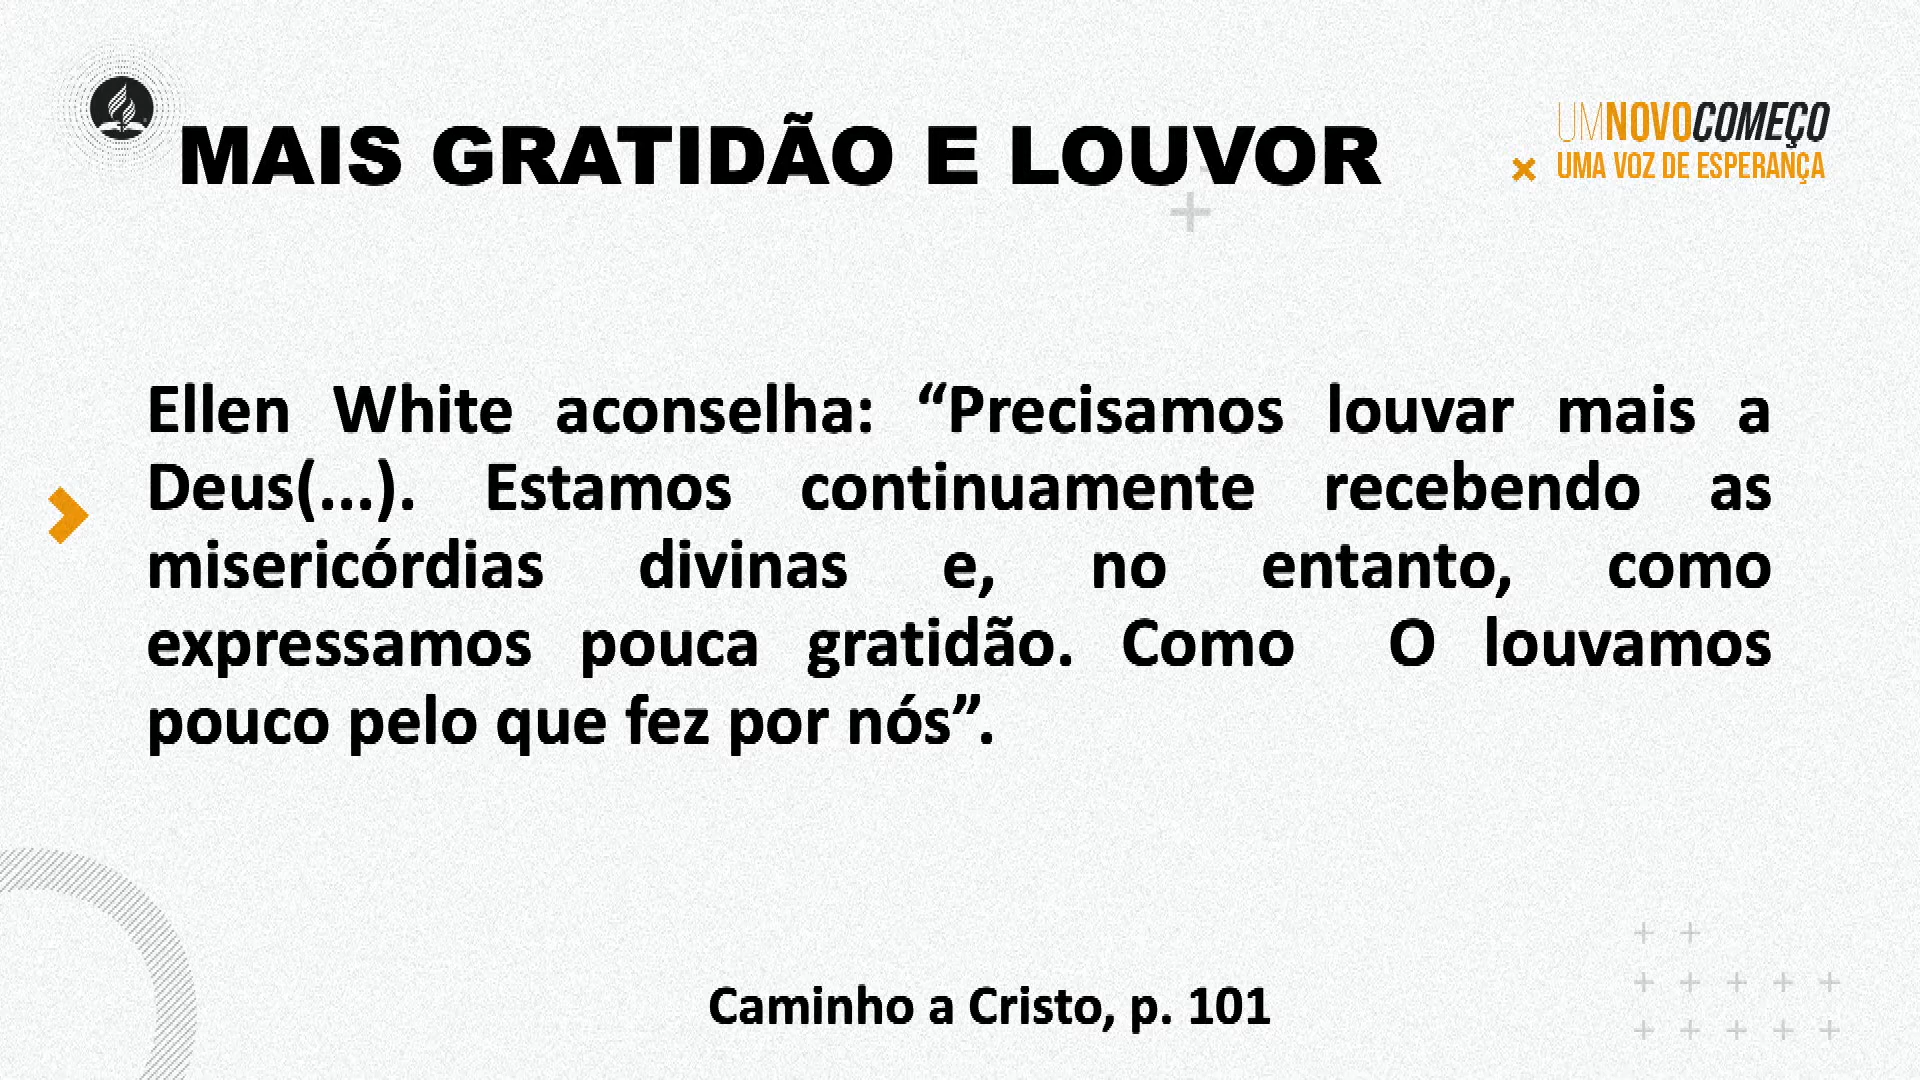 MAIS GRATIDÃO E LOUVOR
UMNOVOCOMEÇO
UMA VOZ DE ESPERANÇA
Ellen White aconselha: “Precisamos louvar mais a
Deus(...). Estamos continuamente recebendo as
misericórdias divinas e, no entanto, como
expressamos pouca gratidão. Como O louvamos
pouco pelo que fez por nós”.
Caminho a Cristo, p. 101